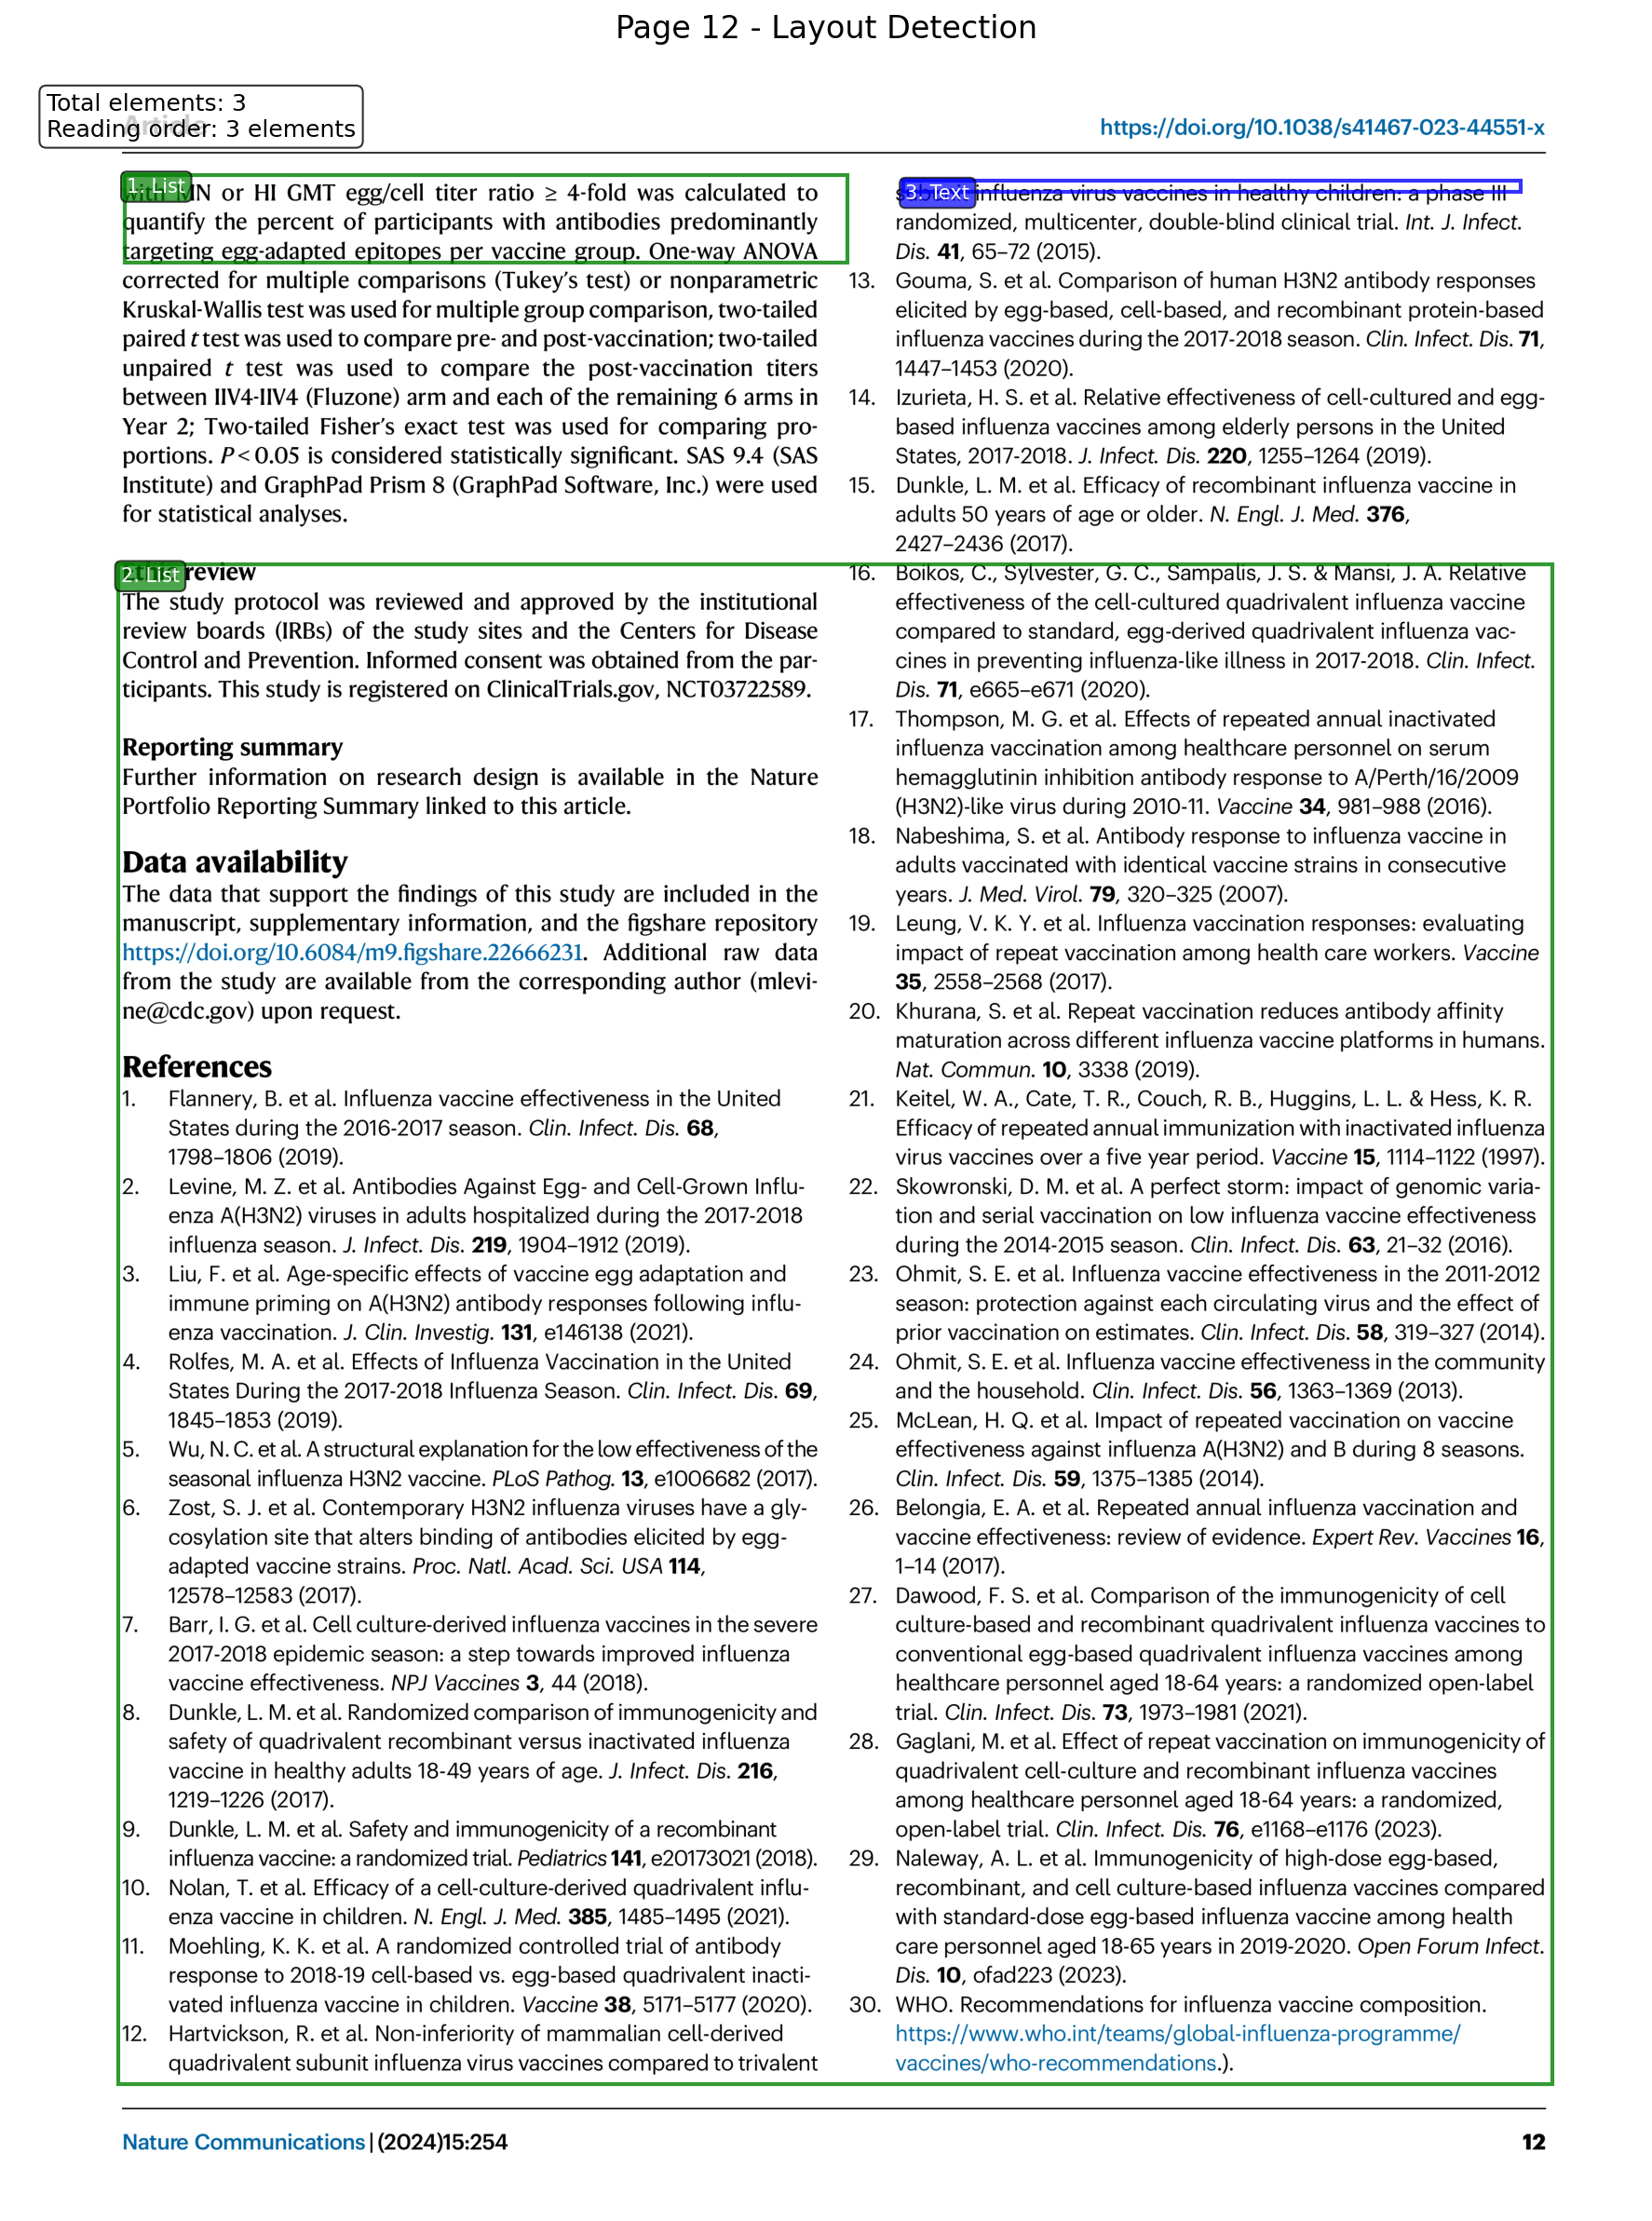 Page 12 - Layout Detection
Total elements: 3
Reading order: 3 elements
Article
https://doi.org/10.1038/s41467-023-44551-x
1. List
MN or HI GMT egg/cell titer ratio ≥ 4-fold was calculated to
quantify the percent of participants with antibodies predominantly
targeting egg-adapted epitopes per vaccine group. One-way ANOVA
corrected for multiple comparisons (Tukey's test) or nonparametric
Kruskal-Wallis test was used for multiple group comparison, two-tailed
paired t test was used to compare pre- and post-vaccination; two-tailed
unpaired t test was used to compare the post-vaccination titers
between IIV4-IIV4 (Fluzone) arm and each of the remaining 6 arms in
Year 2; Two-tailed Fisher's exact test was used for comparing pro-
portions. P < 0.05 is considered statistically significant. SAS 9.4 (SAS
Institute) and GraphPad Prism 8 (GraphPad Software, Inc.) were used
for statistical analyses.
2. List
review
The study protocol was reviewed and approved by the institutional
review boards (IRBs) of the study sites and the Centers for Disease
Control and Prevention. Informed consent was obtained from the par-
ticipants. This study is registered on ClinicalTrials.gov, NCT03722589.
Reporting summary
Further information on research design is available in the Nature
Portfolio Reporting Summary linked to this article.
Data availability
The data that support the findings of this study are included in the
manuscript, supplementary information, and the figshare repository
https://doi.org/10.6084/m9.figshare.22666231. Additional raw data
from the study are available from the corresponding author (mlevi-
ne@cdc.gov) upon request.
References
1. Flannery, B. et al. Influenza vaccine effectiveness in the United
States during the 2016-2017 season. Clin. Infect. Dis. 68,
1798–1806 (2019).
2. Levine, M. Z. et al. Antibodies Against Egg- and Cell-Grown Influ-
enza A(H3N2) viruses in adults hospitalized during the 2017-2018
influenza season. J. Infect. Dis. 219, 1904–1912 (2019).
3. Liu, F. et al. Age-specific effects of vaccine egg adaptation and
immune priming on A(H3N2) antibody responses following influ-
enza vaccination. J. Clin. Investig. 131, e146138 (2021).
4. Rolfes, M. A. et al. Effects of Influenza Vaccination in the United
States During the 2017-2018 Influenza Season. Clin. Infect. Dis. 69,
1845–1853 (2019).
5. Wu, N. C. et al. A structural explanation for the low effectiveness of the
seasonal influenza H3N2 vaccine. PLoS Pathog. 13, e1006682 (2017).
6. Zost, S. J. et al. Contemporary H3N2 influenza viruses have a gly-
cosylation site that alters binding of antibodies elicited by egg-
adapted vaccine strains. Proc. Natl. Acad. Sci. USA 114,
12578–12583 (2017).
7. Barr, I. G. et al. Cell culture-derived influenza vaccines in the severe
2017-2018 epidemic season: a step towards improved influenza
vaccine effectiveness. NPJ Vaccines 3, 44 (2018).
8. Dunkle, L. M. et al. Randomized comparison of immunogenicity and
safety of quadrivalent recombinant versus inactivated influenza
vaccine in healthy adults 18-49 years of age. J. Infect. Dis. 216,
1219–1226 (2017).
9. Dunkle, L. M. et al. Safety and immunogenicity of a recombinant
influenza vaccine: a randomized trial. Pediatrics 141, e20173021 (2018).
10. Nolan, T. et al. Efficacy of a cell-culture-derived quadrivalent influ-
enza vaccine in children. N. Engl. J. Med. 385, 1485–1495 (2021).
11. Moehling, K. K. et al. A randomized controlled trial of antibody
response to 2018-19 cell-based vs. egg-based quadrivalent inacti-
vated influenza vaccine in children. Vaccine 38, 5171–5177 (2020).
12. Hartvickson, R. et al. Non-inferiority of mammalian cell-derived
quadrivalent subunit influenza virus vaccines compared to trivalent
3. Text
influenza virus vaccines in healthy children: a phase III
randomized, multicenter, double-blind clinical trial. Int. J. Infect.
Dis. 41, 65–72 (2015).
13. Gouma, S. et al. Comparison of human H3N2 antibody responses
elicited by egg-based, cell-based, and recombinant protein-based
influenza vaccines during the 2017-2018 season. Clin. Infect. Dis. 71,
1447–1453 (2020).
14. Izurieta, H. S. et al. Relative effectiveness of cell-cultured and egg-
based influenza vaccines among elderly persons in the United
States, 2017-2018. J. Infect. Dis. 220, 1255–1264 (2019).
15. Dunkle, L. M. et al. Efficacy of recombinant influenza vaccine in
adults 50 years of age or older. N. Engl. J. Med. 376,
2427–2436 (2017).
16. Boikos, C., Sylvester, G. C., Sampalis, J. S. & Mansi, J. A. Relative
effectiveness of the cell-cultured quadrivalent influenza vaccine
compared to standard, egg-derived quadrivalent influenza vac-
cines in preventing influenza-like illness in 2017-2018. Clin. Infect.
Dis. 71, e665–e671 (2020).
17. Thompson, M. G. et al. Effects of repeated annual inactivated
influenza vaccination among healthcare personnel on serum
hemagglutinin inhibition antibody response to A/Perth/16/2009
(H3N2)-like virus during 2010-11. Vaccine 34, 981–988 (2016).
18. Nabeshima, S. et al. Antibody response to influenza vaccine in
adults vaccinated with identical vaccine strains in consecutive
years. J. Med. Virol. 79, 320–325 (2007).
19. Leung, V. K. Y. et al. Influenza vaccination responses: evaluating
impact of repeat vaccination among health care workers. Vaccine
35, 2558–2568 (2017).
20. Khurana, S. et al. Repeat vaccination reduces antibody affinity
maturation across different influenza vaccine platforms in humans.
Nat. Commun. 10, 3338 (2019).
21. Keitel, W. A., Cate, T. R., Couch, R. B., Huggins, L. L. & Hess, K. R.
Efficacy of repeated annual immunization with inactivated influenza
virus vaccines over a five year period. Vaccine 15, 1114–1122 (1997).
22. Skowronski, D. M. et al. A perfect storm: impact of genomic varia-
tion and serial vaccination on low influenza vaccine effectiveness
during the 2014-2015 season. Clin. Infect. Dis. 63, 21–32 (2016).
23. Ohmit, S. E. et al. Influenza vaccine effectiveness in the 2011-2012
season: protection against each circulating virus and the effect of
prior vaccination on estimates. Clin. Infect. Dis. 58, 319–327 (2014).
24. Ohmit, S. E. et al. Influenza vaccine effectiveness in the community
and the household. Clin. Infect. Dis. 56, 1363–1369 (2013).
25. McLean, H. Q. et al. Impact of repeated vaccination on vaccine
effectiveness against influenza A(H3N2) and B during 8 seasons.
Clin. Infect. Dis. 59, 1375–1385 (2014).
26. Belongia, E. A. et al. Repeated annual influenza vaccination and
vaccine effectiveness: review of evidence. Expert Rev. Vaccines 16,
1–14 (2017).
27. Dawood, F. S. et al. Comparison of the immunogenicity of cell
culture-based and recombinant quadrivalent influenza vaccines to
conventional egg-based quadrivalent influenza vaccines among
healthcare personnel aged 18-64 years: a randomized open-label
trial. Clin. Infect. Dis. 73, 1973–1981 (2021).
28. Gaglani, M. et al. Effect of repeat vaccination on immunogenicity of
quadrivalent cell-culture and recombinant influenza vaccines
among healthcare personnel aged 18-64 years: a randomized,
open-label trial. Clin. Infect. Dis. 76, e1168–e1176 (2023).
29. Naleway, A. L. et al. Immunogenicity of high-dose egg-based,
recombinant, and cell culture-based influenza vaccines compared
with standard-dose egg-based influenza vaccine among health
care personnel aged 18-65 years in 2019-2020. Open Forum Infect.
Dis. 10, ofad223 (2023).
30. WHO. Recommendations for influenza vaccine composition.
https://www.who.int/teams/global-influenza-programme/
vaccines/who-recommendations.).
Nature Communications | (2024)15:254
12